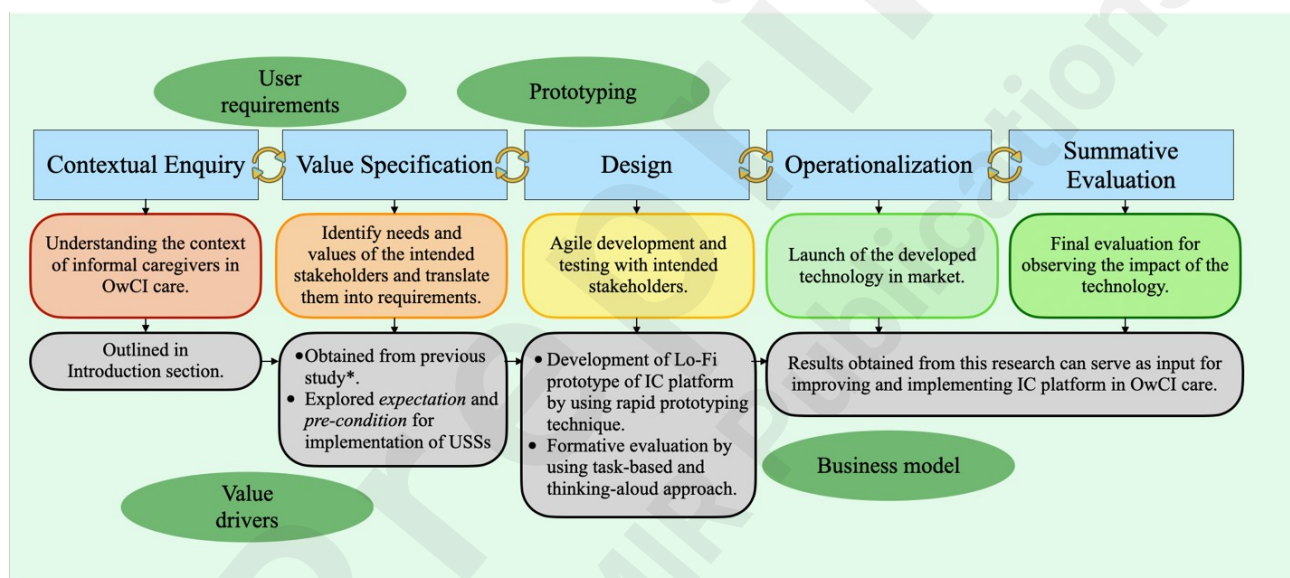 User
requirements
Prototyping
Contextual Enquiry
Value Specification
Design
Operationalization
Summative
Evaluation
Understanding the context
of informal caregivers in
OwCI care.
Identify needs and
values of the intended
stakeholders and translate
them into requirements.
Agile development and
testing with intended
stakeholders.
Launch of the developed
technology in market.
Final evaluation for
observing the impact of the
technology.
Outlined in
Introduction section.
•Obtained from previous
study*.
• Explored expectation and
pre-condition for
implementation of USSs
• Development of Lo-Fi
prototype of IC platform
by using rapid prototyping
technique.
• Formative evaluation by
using task-based and
thinking-aloud approach.
Results obtained from this research can serve as input for
improving and implementing IC platform in OwCI care.
Value
drivers
Business model
Preprint
JMIR Publications